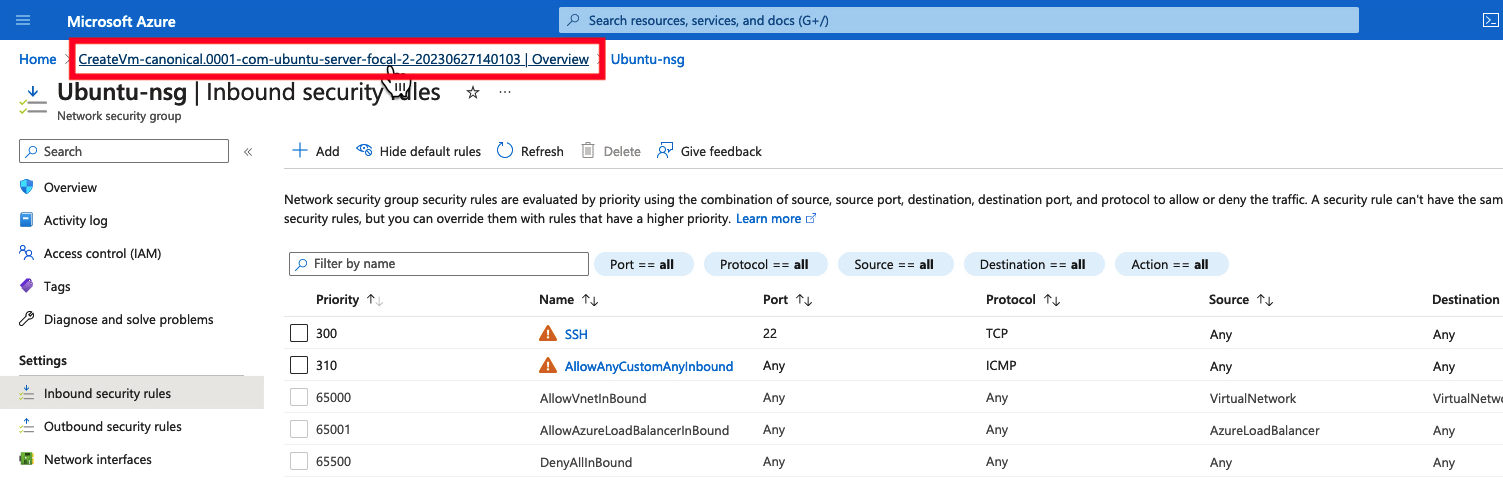 Microsoft Azure
Search resources, services, and docs (G+/)
Home > CreateVm-canonical.0001-com-ubuntu-server-focal-2-20230627140103 | Overview > Ubuntu-nsg
Ubuntu-nsg | Inbound security rules ☆ ...
Network security group
Search «
Add Hide default rules Refresh Delete Give feedback
Overview
Activity log
Access control (IAM)
Tags
Diagnose and solve problems
Settings
Inbound security rules
Outbound security rules
Network interfaces
Network security group security rules are evaluated by priority using the combination of source, source port, destination, destination port, and protocol to allow or deny the traffic. A security rule can't have the sam
security rules, but you can override them with rules that have a higher priority. Learn more
Filter by name Port == all Protocol == all Source == all Destination == all Action == all
Priority ↑↓ Name ↑↓ Port ↑↓ Protocol ↑↓ Source ↑↓ Destination
300 SSH 22 TCP Any Any
310 AllowAnyCustomAnyInbound Any ICMP Any Any
65000 AllowVnetInBound Any Any VirtualNetwork VirtualNetwo
65001 AllowAzureLoadBalancerInBound Any Any AzureLoadBalancer Any
65500 DenyAllInBound Any Any Any Any